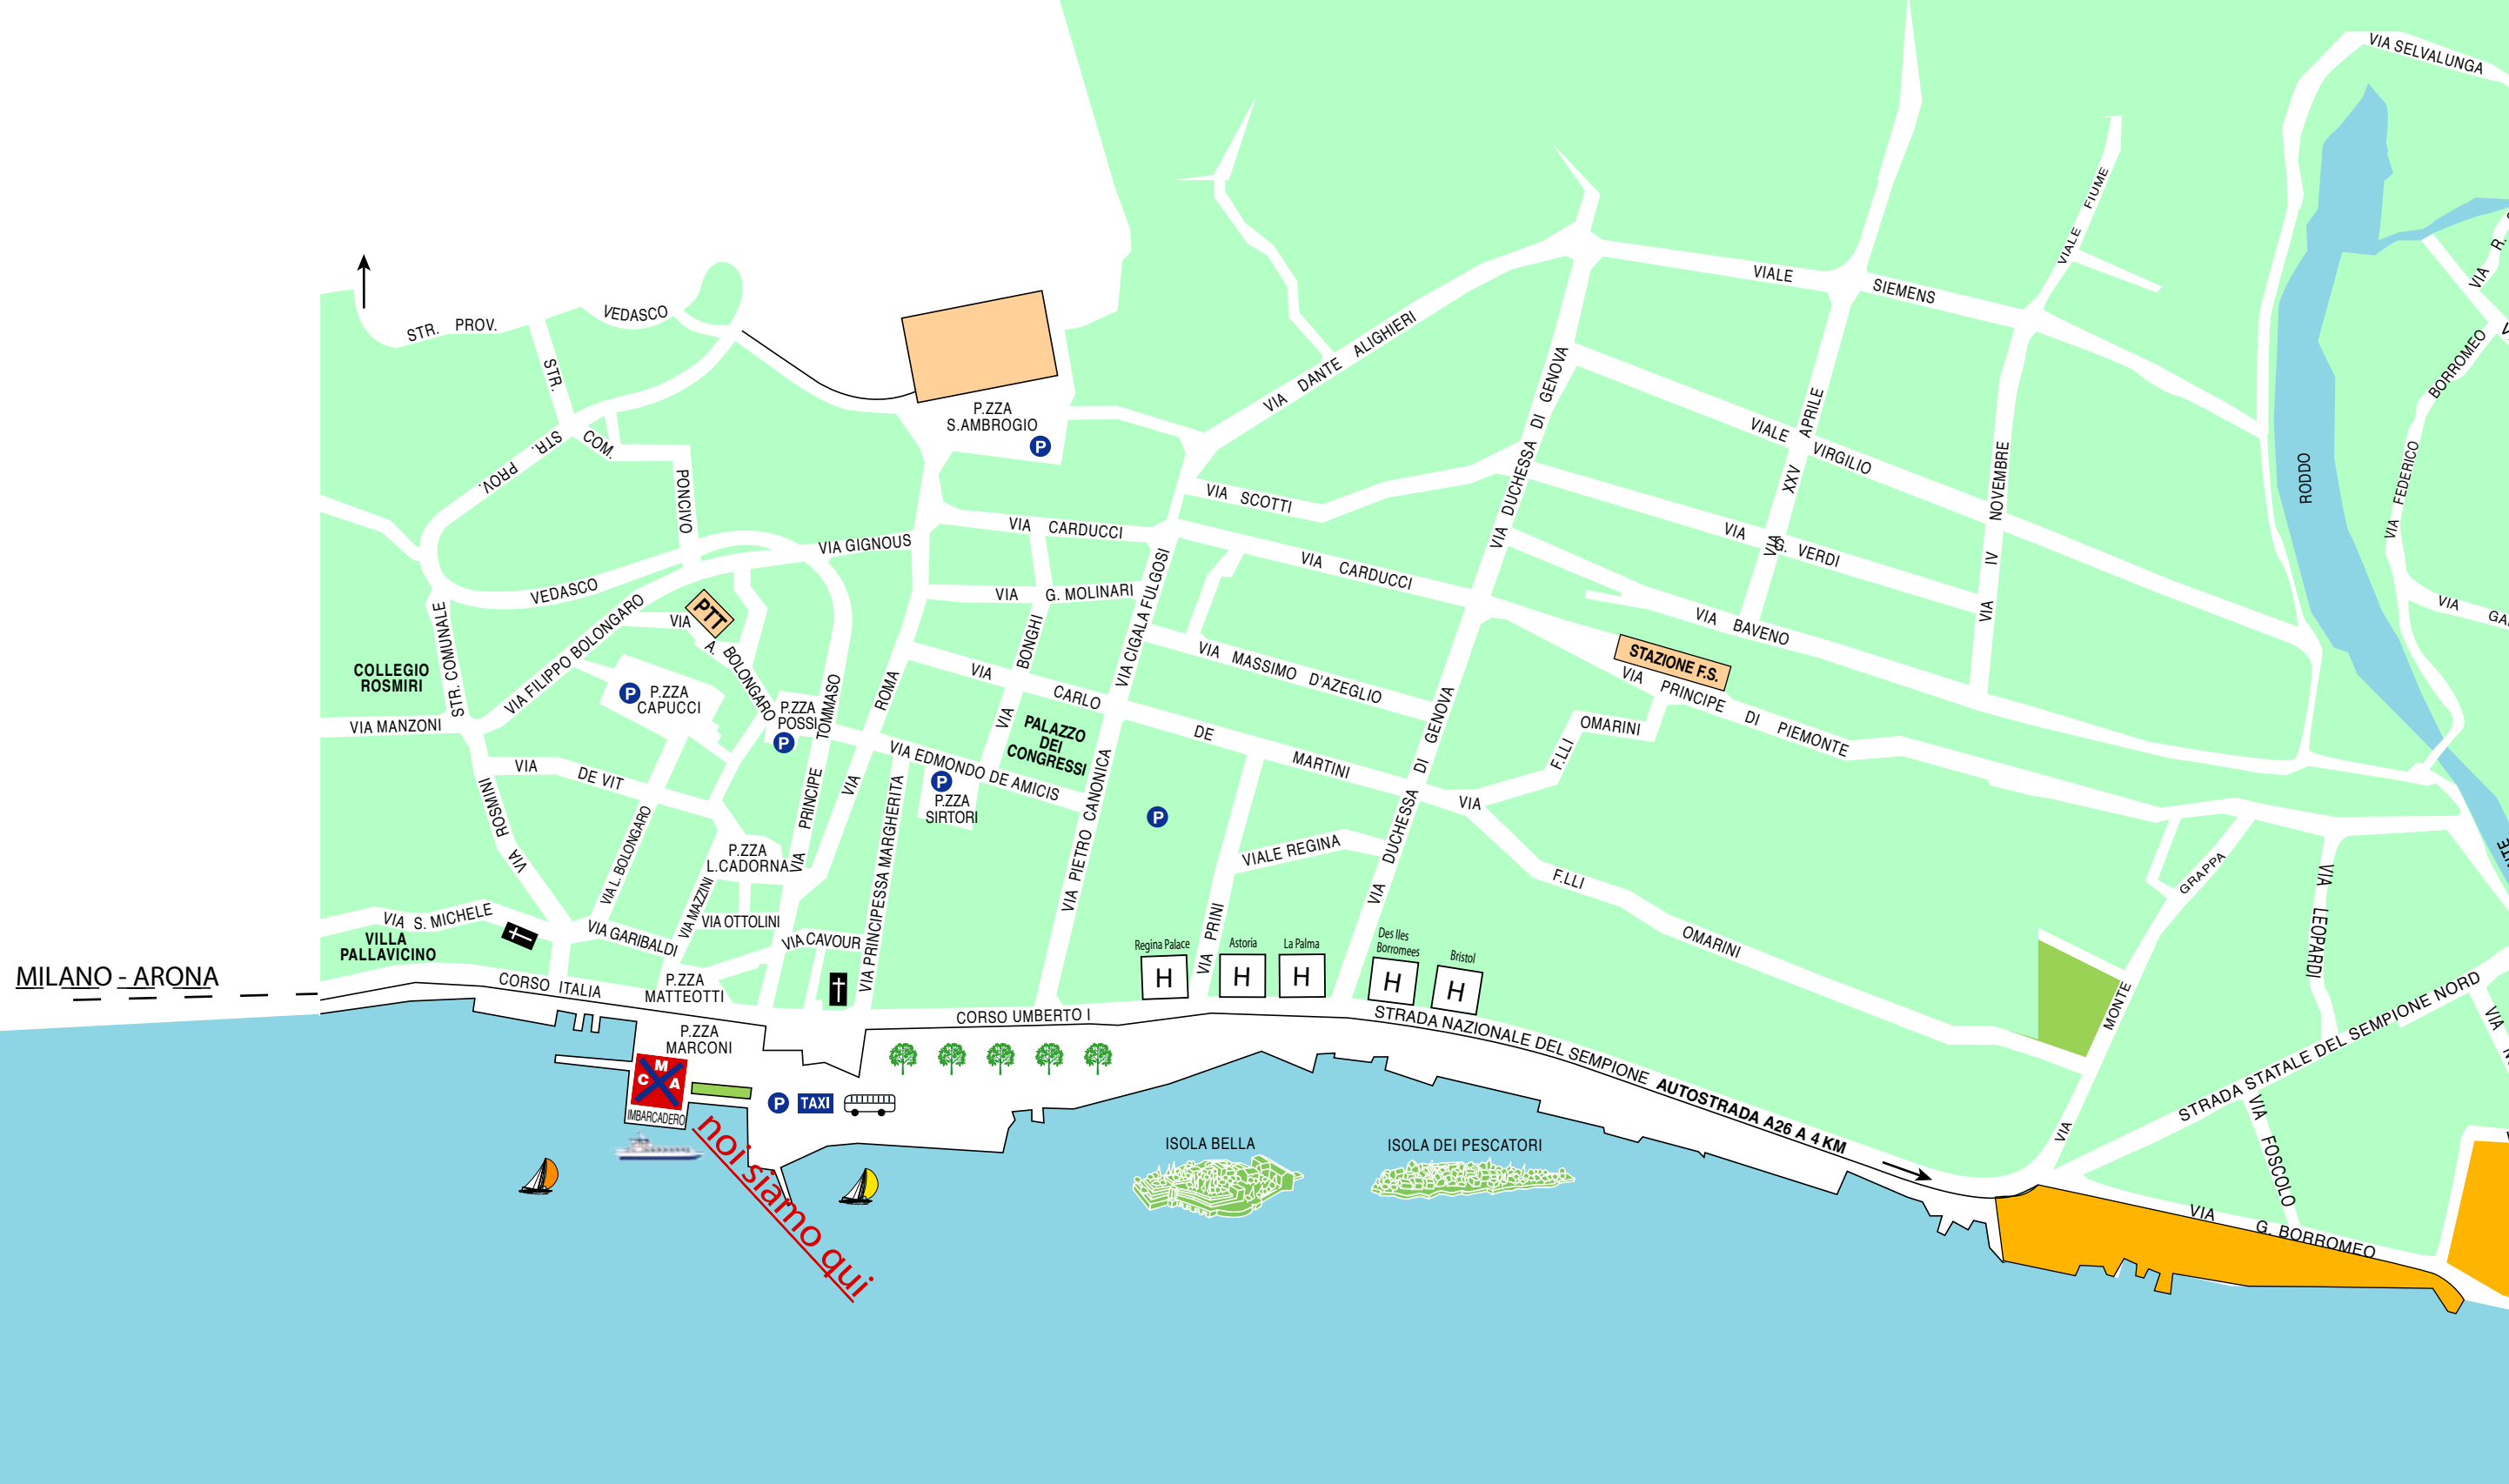 VIA SELVALUNGA
VIALE FIUME
VIALE SIEMENS
STR. PROV. VEDASCO
STR. COM. PONCIVO
STR. PROV. VEDASCO
P.ZZA
S.AMBROGIO
P
VIA DANTE ALIGHIERI
VIA DUCHESSA DI GENOVA
VIA XXV APRILE
VIALE VIRGILIO
VIA IV NOVEMBRE
RODDO
VIA FEDERICO BORROMEO
VIA R.
VIA SCOTTI
VIA CARDUCCI
VIA CARDUCCI
VIA GIGNOUS
VIA G. VERDI
VIA BAVENO
VIA G. MOLINARI
VIA CIGALA FULGOSI
VIA BONGHI
PTT
VIA A. BOLONGARO
VIA FILIPPO BOLONGARO
STR. COMUNALE
COLLEGIO
ROSMIRI
VIA MANZONI
P
P.ZZA
CAPUCCI
P.ZZA
POSSI
P
VIA PRINCIPE TOMMASO
VIA ROMA
VIA CARLO DE MARTINI
VIA MASSIMO D'AZEGLIO
STAZIONE F.S.
VIA PRINCIPE DI PIEMONTE
VIA F.LLI OMARINI
PALAZZO
DEI
CONGRESSI
VIA EDMONDO DE AMICIS
P
P.ZZA
SIRTORI
VIA DE VIT
VIA ROSMINI
VIA L. BOLONGARO
P.ZZA
L.CADORNA
VIA MAZZINI
VIA OTTOLINI
VIA GARIBALDI
VIA CAVOUR
VIA PRINCIPESSA MARGHERITA
VIA PIETRO CANONICA
P
VIALE REGINA
VIA PRINI
VIA DUCHESSA DI GENOVA
F.LLI OMARINI
VIA MONTE GRAPPA
VIA LEOPARDI
VIA S. MICHELE
VILLA
PALLAVICINO
MILANO - ARONA
CORSO ITALIA
P.ZZA
MATTEOTTI
P.ZZA
MARCONI
CORSO UMBERTO I
Regina Palace
H
Astoria
H
La Palma
H
Des Iles
Borromees
H
Bristol
H
STRADA NAZIONALE DEL SEMPIONE AUTOSTRADA A26 A 4 KM
STRADA STATALE DEL SEMPIONE NORD
VIA FOSCOLO
VIA G. BORROMEO
C M A
IMBARCADERO
P TAXI
noi siamo qui
ISOLA BELLA
ISOLA DEI PESCATORI